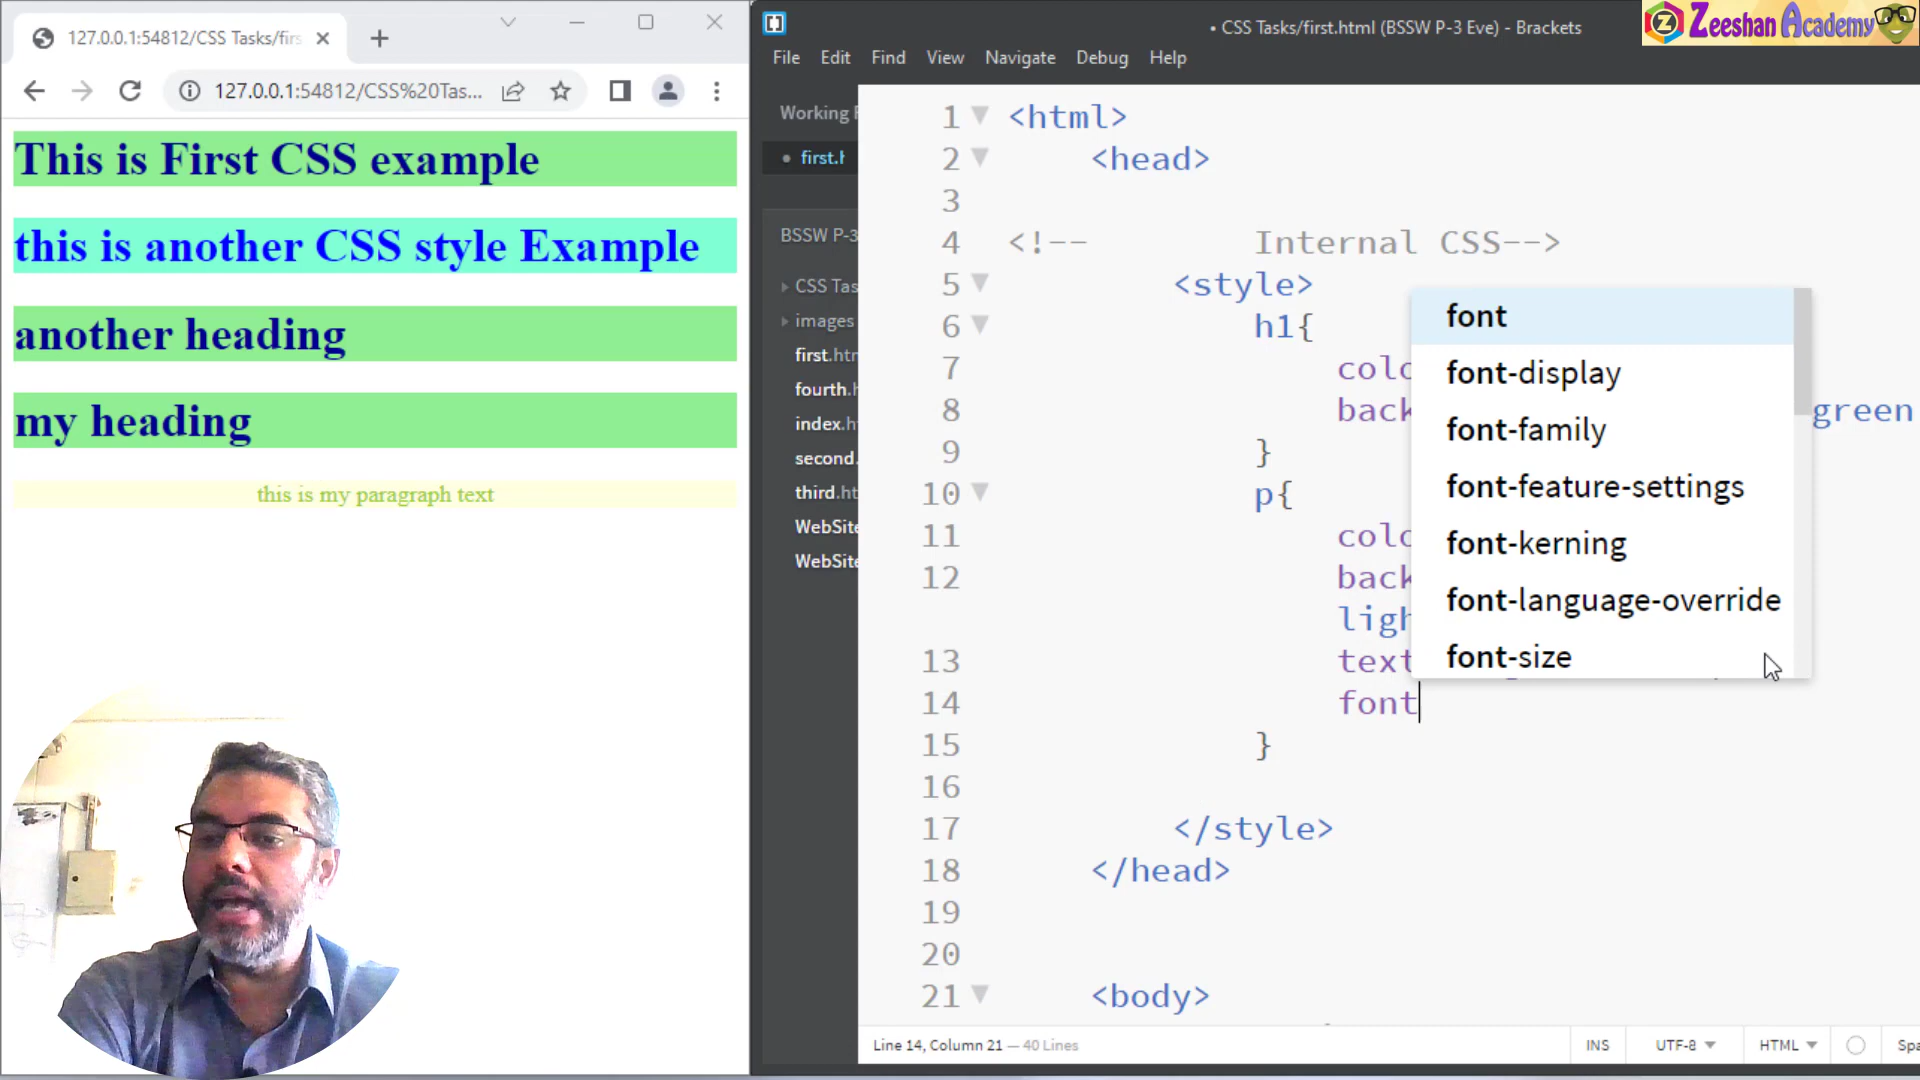 127.0.0.1:54812/CSS Tasks/firs
127.0.0.1:54812/CSS%20Tas...
This is First CSS example
this is another CSS style Example
another heading
my heading
this is my paragraph text
• CSS Tasks/first.html (BSSW P-3 Eve) - Brackets
Zeeshan Academy
File Edit Find View Navigate Debug Help
Working F
first.h
BSSW P-3
CSS Tas
images
first.htm
fourth.h
index.h
second.
third.ht
WebSite
WebSite
1 <html>
2 <head>
3
4 <!-- Internal CSS-->
5 <style>
6 h1{
7 colo
8 back green
9 }
10 p{
11 colo
12 back
ligh
13 text
14 font
15 }
16
17 </style>
18 </head>
19
20
21 <body>
font
font-display
font-family
font-feature-settings
font-kerning
font-language-override
font-size
Line 14, Column 21 — 40 Lines
INS UTF-8 HTML Spa